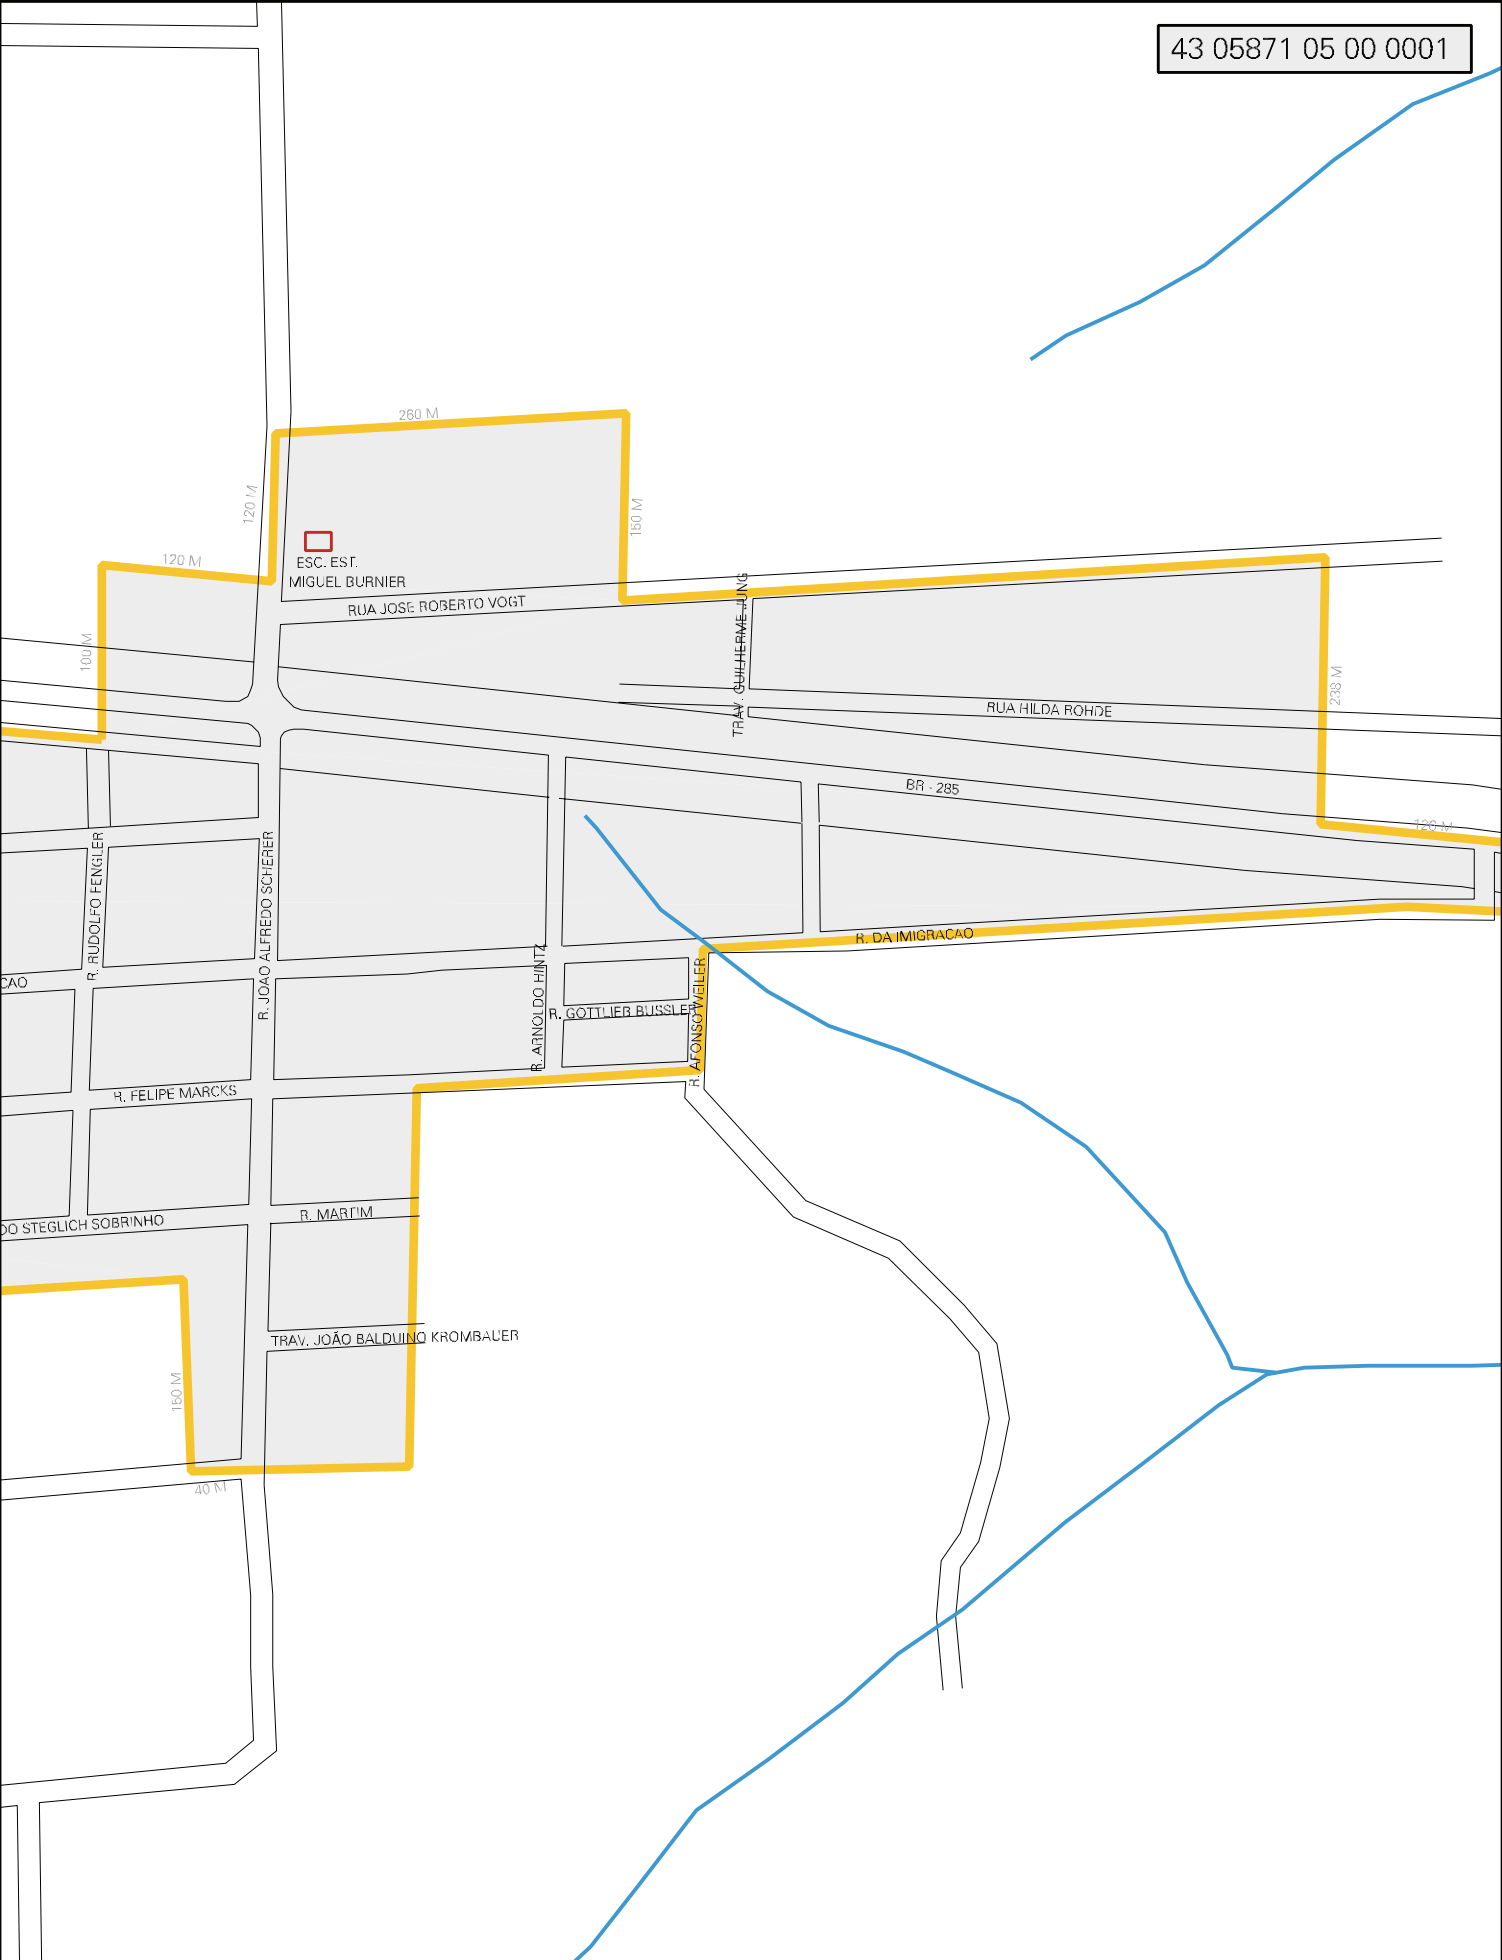 43 05871 05 00 0001
260 M
120 M
150 M
120 M
ESC. EST.
MIGUEL BURNIER
RUA JOSE ROBERTO VOGT
TRAV. GUILHERME JUNG
100 M
238 M
RUA HILDA ROHDE
BR - 285
126 M
R. RUDOLFO FENGLER
R. JOAO ALFREDO SCHERER
R. DA IMIGRACAO
R. ARNOLDO HINTZ
R. AFONSO WEILER
CAO
R. GOTTLIEB BUSSLER
R. FELIPE MARCKS
R. MARTIM
DO STEGLICH SOBRINHO
TRAV. JOÃO BALDUINO KROMBAUER
150 M
40 M